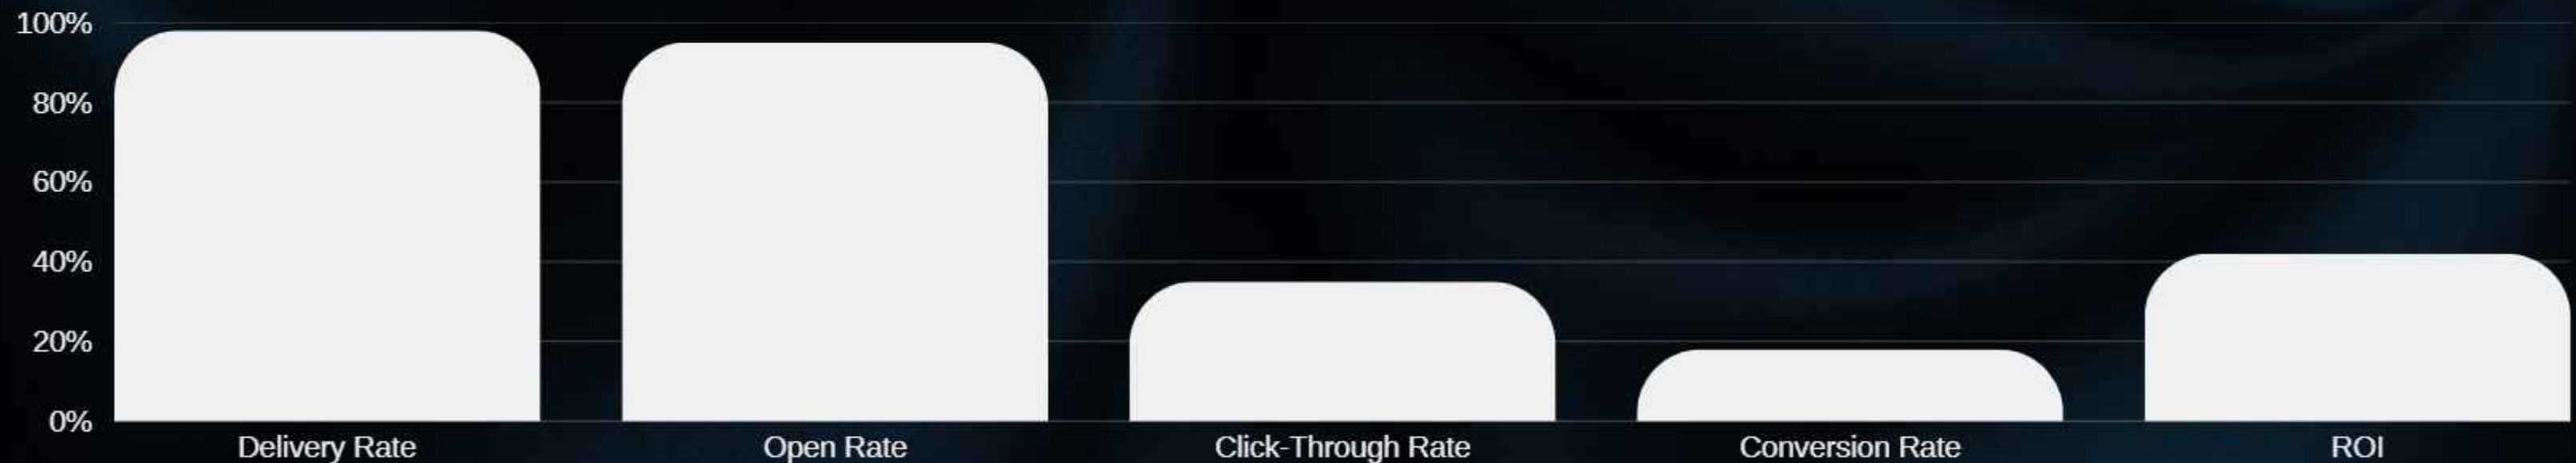 100%
80%
60%
40%
20%
0%
Delivery Rate
Open Rate
Click-Through Rate
Conversion Rate
ROI